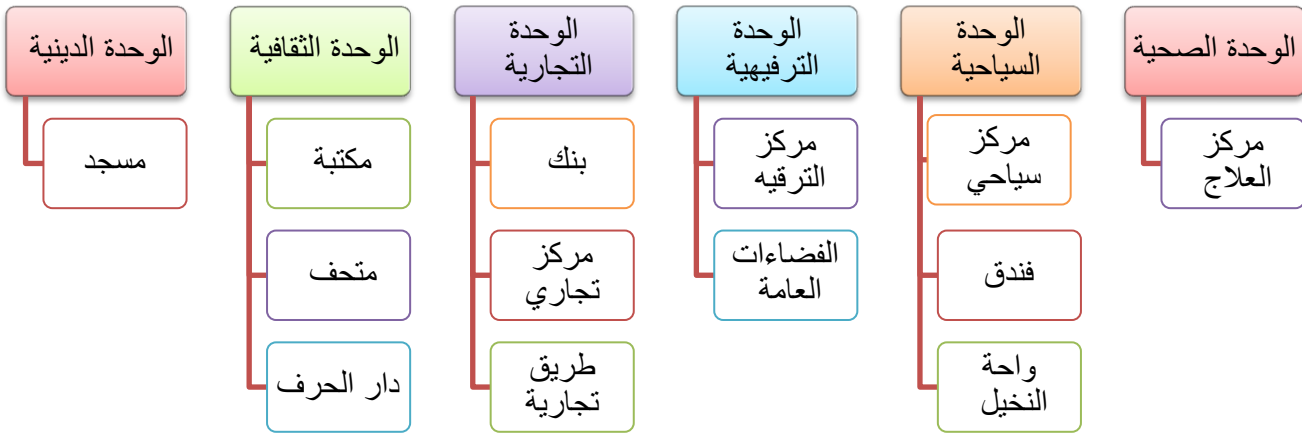 الوحدة الصحية
مركز
العلاج
الوحدة
السياحية
مركز
سياحي
فندق
واحة
النخيل
الوحدة
الترفيهية
مركز
الترقيه
الفضاءات
العامة
الوحدة
التجارية
بنك
مركز
تجاري
طريق
تجارية
الوحدة الثقافية
مكتبة
متحف
دار الحرف
الوحدة الدينية
مسجد